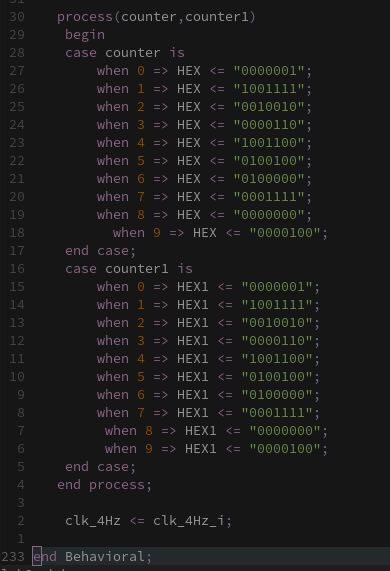 30 process(counter,counter1)
29 begin
28 case counter is
27 when 0 => HEX <= "0000001";
26 when 1 => HEX <= "1001111";
25 when 2 => HEX <= "0010010";
24 when 3 => HEX <= "0000110";
23 when 4 => HEX <= "1001100";
22 when 5 => HEX <= "0100100";
21 when 6 => HEX <= "0100000";
20 when 7 => HEX <= "0001111";
19 when 8 => HEX <= "0000000";
18 when 9 => HEX <= "0000100";
17 end case;
16 case counter1 is
15 when 0 => HEX1 <= "0000001";
14 when 1 => HEX1 <= "1001111";
13 when 2 => HEX1 <= "0010010";
12 when 3 => HEX1 <= "0000110";
11 when 4 => HEX1 <= "1001100";
10 when 5 => HEX1 <= "0100100";
9 when 6 => HEX1 <= "0100000";
8 when 7 => HEX1 <= "0001111";
7 when 8 => HEX1 <= "0000000";
6 when 9 => HEX1 <= "0000100";
5 end case;
4 end process;
3
2 clk_4Hz <= clk_4Hz_i;
1
233 end Behavioral;